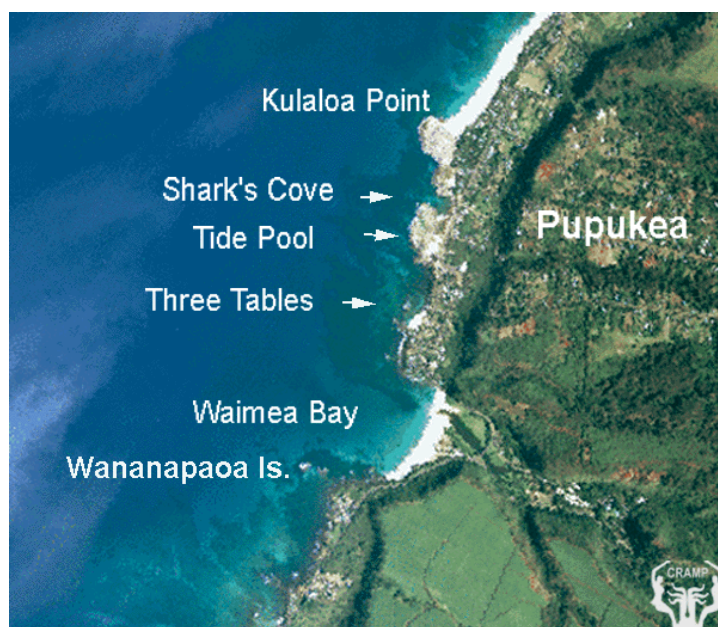 Kulaloa Point
Shark's Cove
Tide Pool
Pupukea
Three Tables
Waimea Bay
Wananapaoa Is.
CRAMP